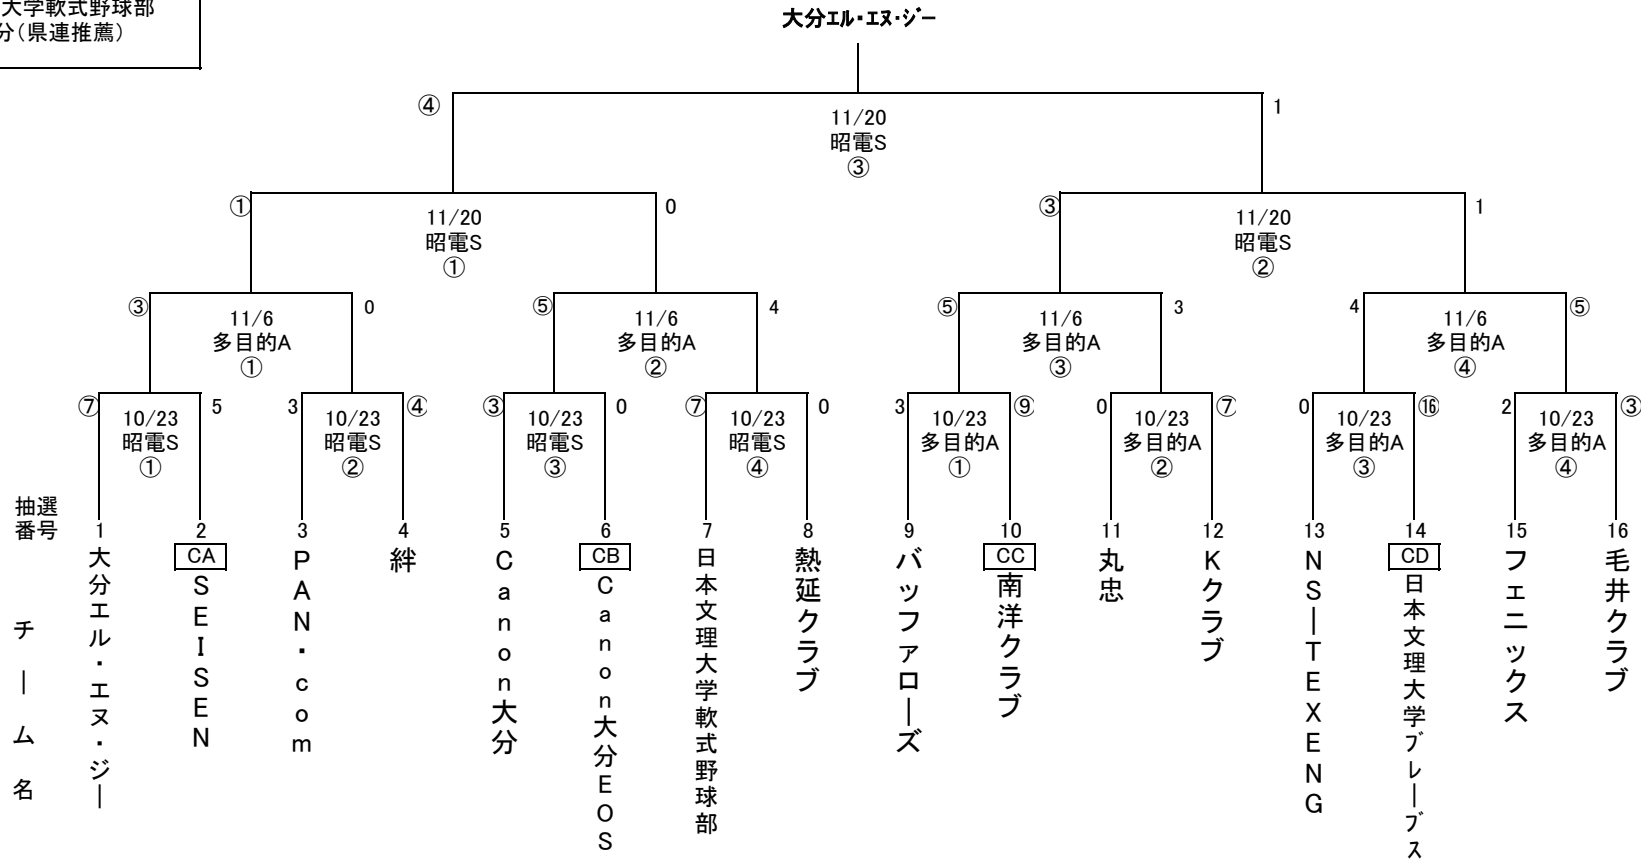 大学軟式野球部
分(県連推薦)
大分エル・エヌ・ジー
④ 1
11/20
昭電S
③
① 0 ③ 1
11/20 11/20
昭電S 昭電S
① ②
③ 0 ⑤ 4 ⑤ 3 4 ⑤
11/6 11/6 11/6 11/6
多目的A 多目的A 多目的A 多目的A
① ② ③ ④
⑦ 5 3 ④ ③ 0 ⑦ 0 3 ⑨ 0 ⑦ 0 ⑯ 2 ③
10/23 10/23 10/23 10/23 10/23 10/23 10/23 10/23
昭電S 昭電S 昭電S 昭電S 多目的A 多目的A 多目的A 多目的A
① ② ③ ④ ① ② ③ ④
抽選
番号
1 2 3 4 5 6 7 8 9 10 11 12 13 14 15 16
CA CB CC CD
チーム名
大分エル・エヌ・ジー
SEISEN
PAN・com
絆
Canon大分
Canon大分EOS
日本文理大学軟式野球部
熱延クラブ
バッファローズ
南洋クラブ
丸忠
Kクラブ
NS―TEXENG
日本文理大学ブレーブス
フェニックス
毛井クラブ